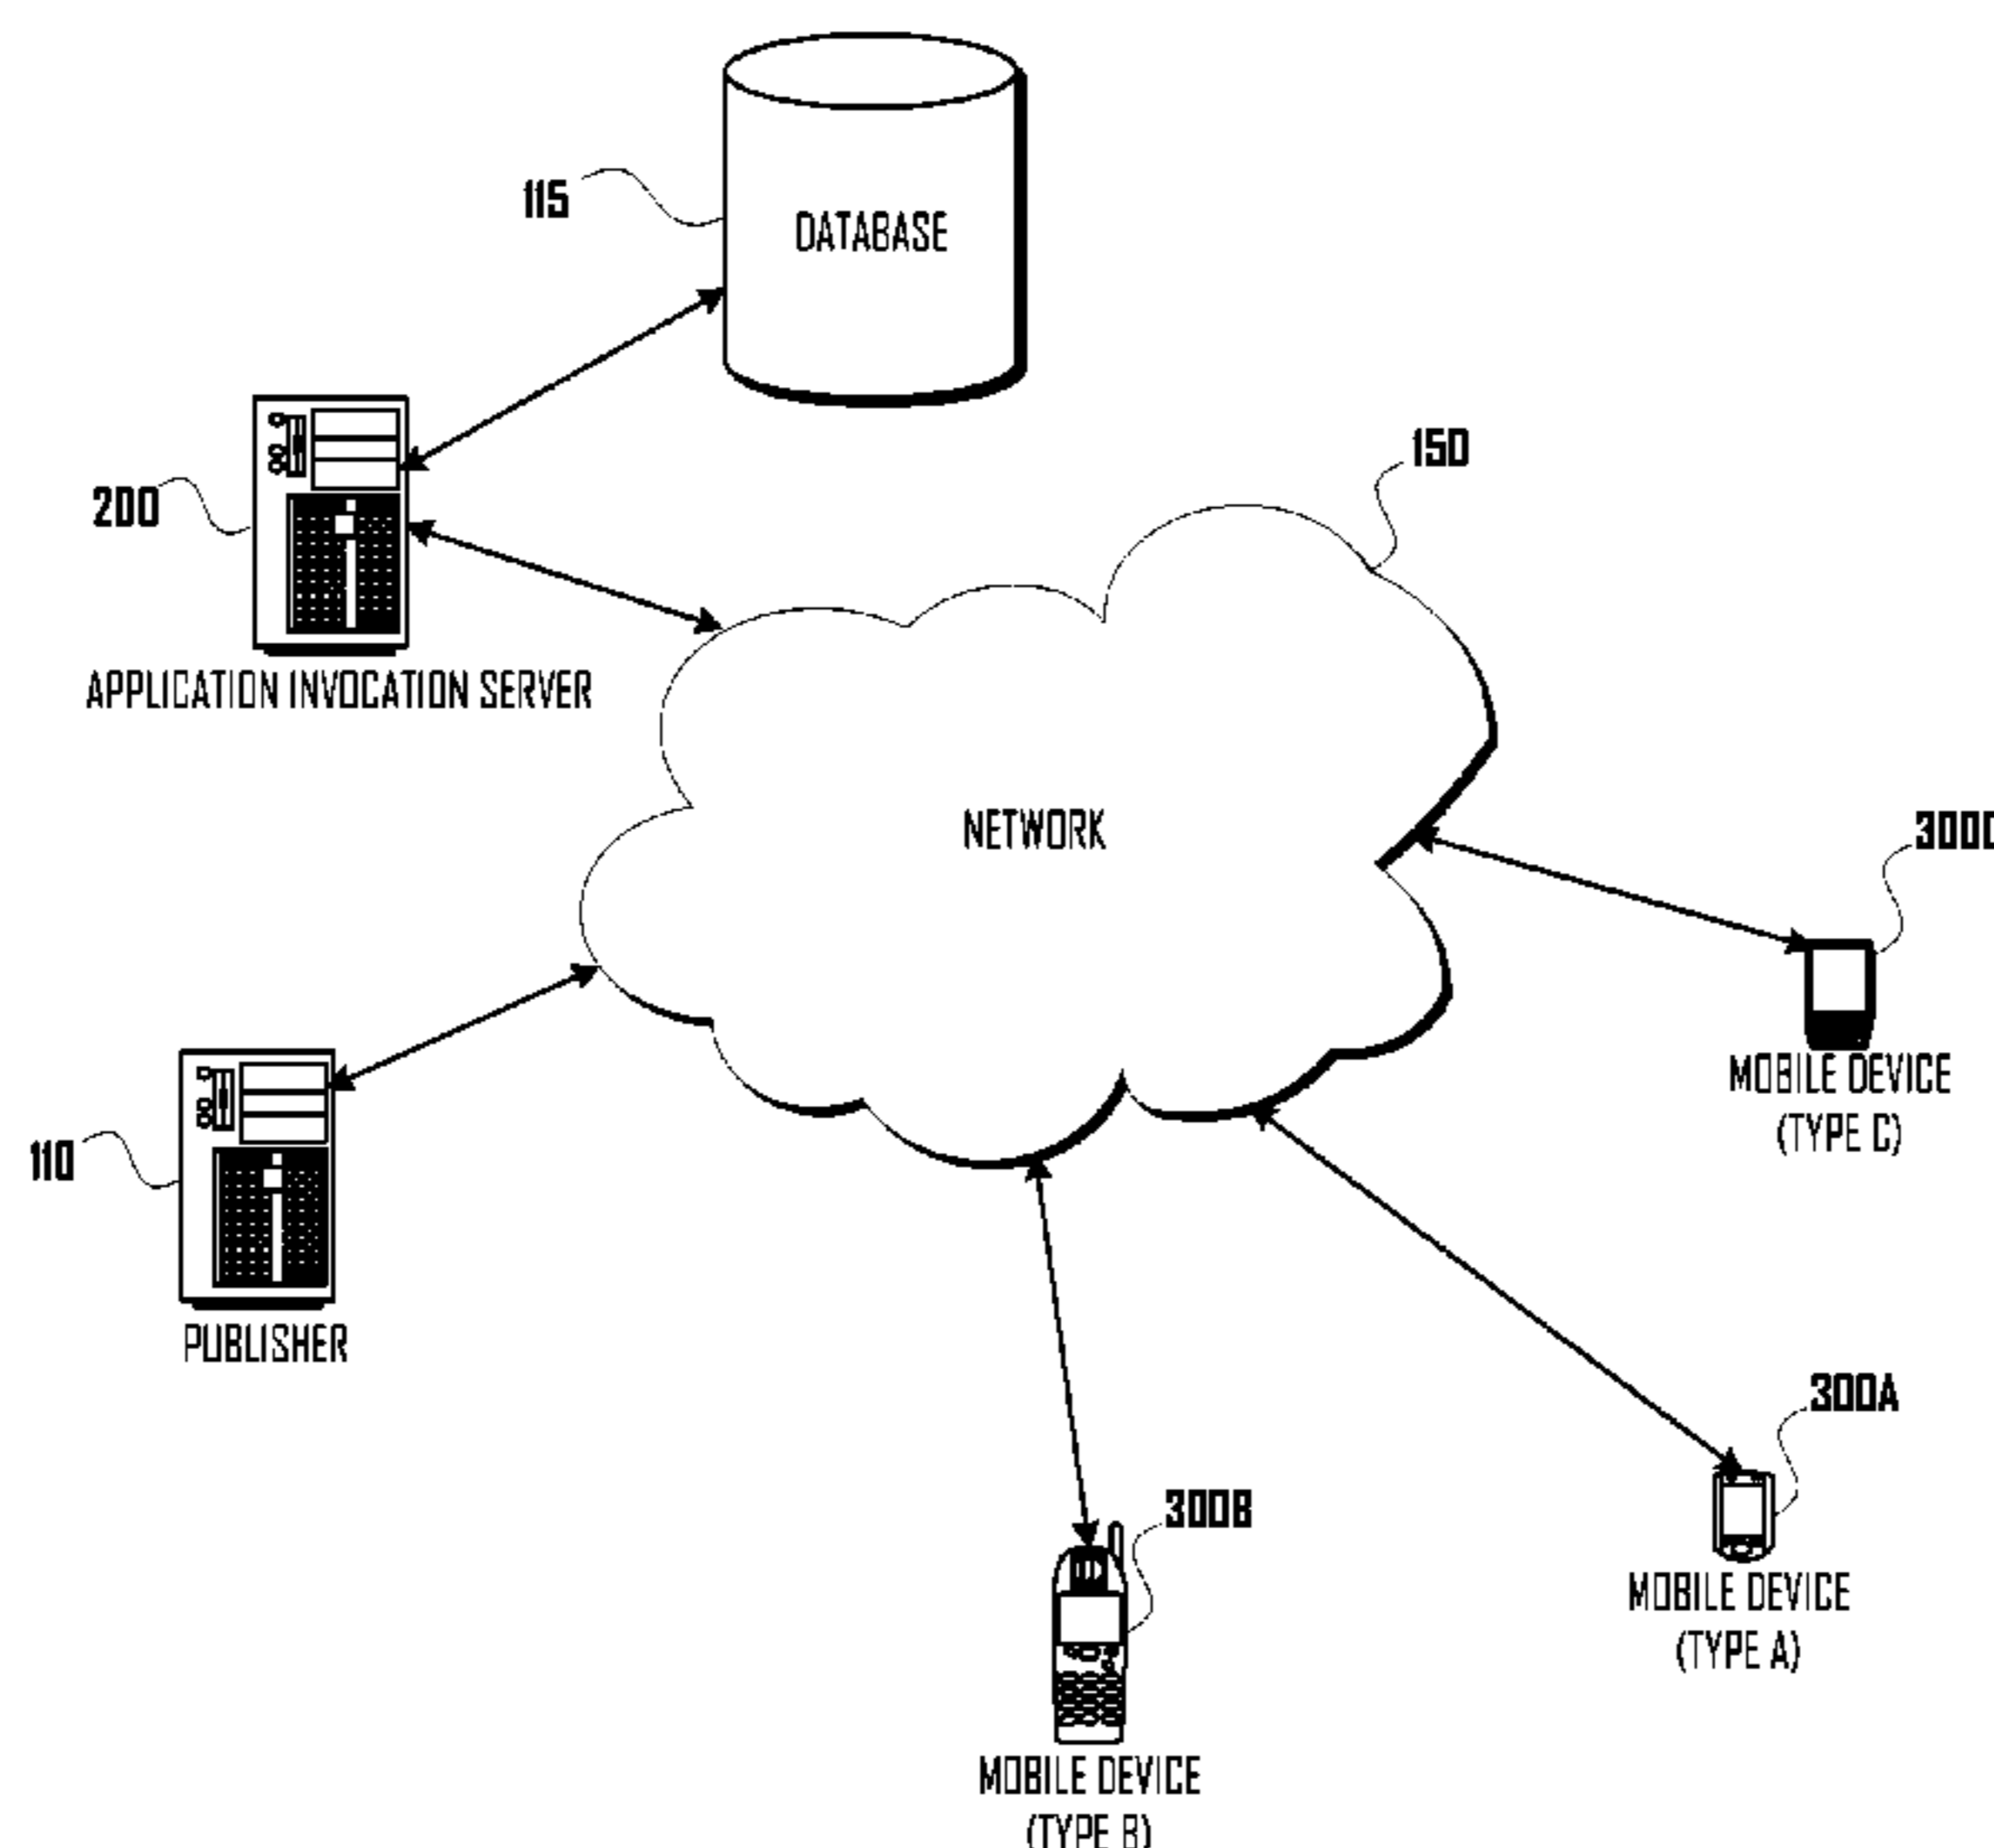 115
DATABASE
150
200
APPLICATION INVOCATION SERVER
NETWORK
300C
110
PUBLISHER
MOBILE DEVICE
(TYPE C)
300A
MOBILE DEVICE
(TYPE A)
300B
MOBILE DEVICE
(TYPE B)